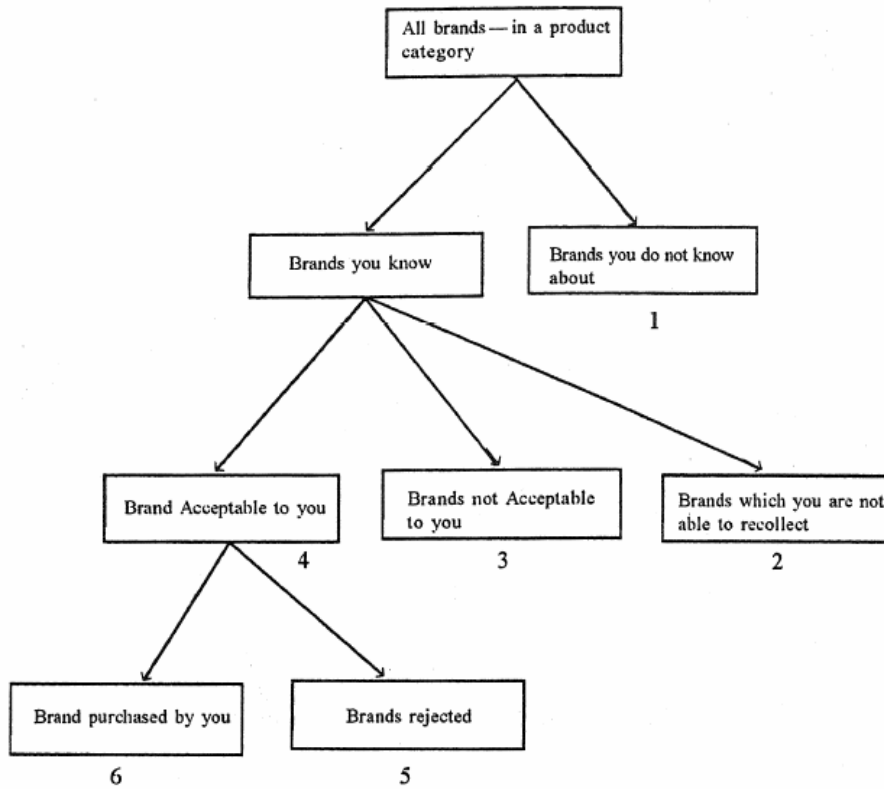 All brands — in a product
category
Brands you know
Brands you do not know
about
1
Brand Acceptable to you
Brands not Acceptable
to you
Brands which you are not
able to recollect
4
3
2
Brand purchased by you
Brands rejected
6
5